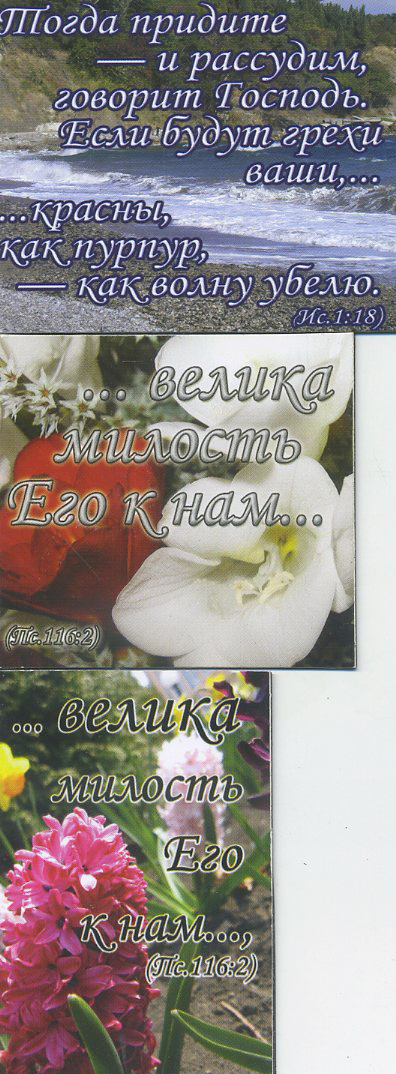 Тогда придите
— и рассудим,
говорит Господь.
Если будут грехи
ваши,...
...красны,
как пурпур,
— как волну убелю.
(Ис.1:18)
... велика
милость
Его к нам...
(Пс.116:2)
... велика
милость
Его
к нам...,
(Пс.116:2)